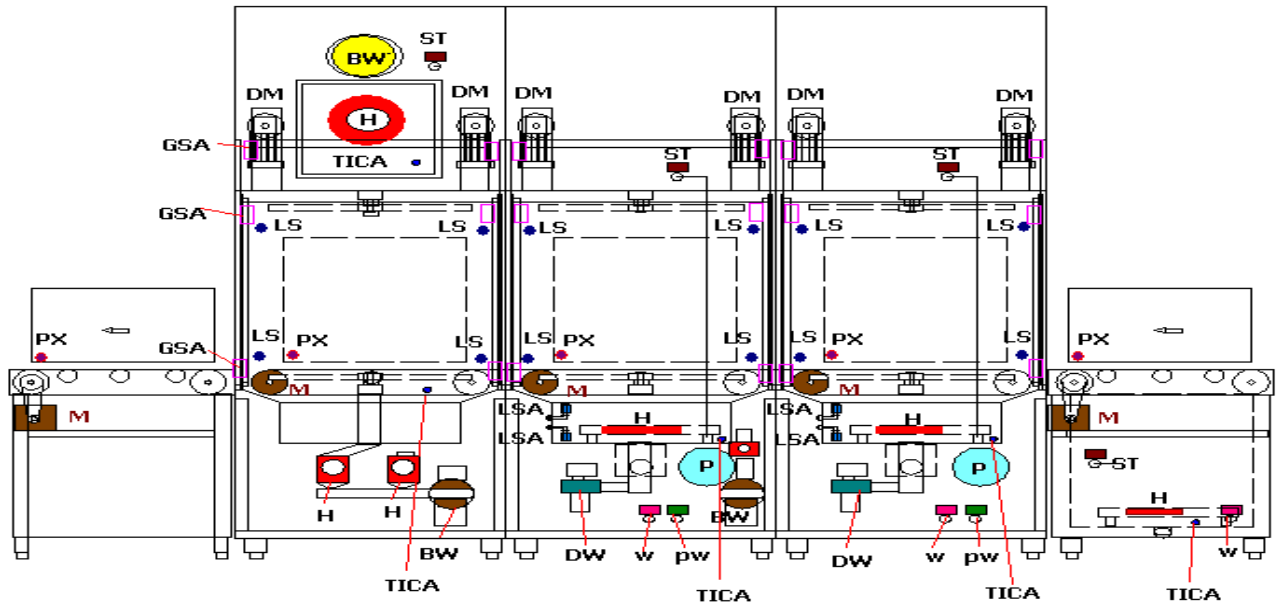 ST
BW
DM DM DM DM DM DM
H
GSA
TICA ST ST
GSA
LS LS LS LS LS LS
PX LS PX LS LS PX LS LS PX LS PX
GSA
M M M M M
LSA H LSA H
LSA LSA
P P
ST
H
H H BW
BW DW w pw DW w pw w
TICA TICA TICA TICA